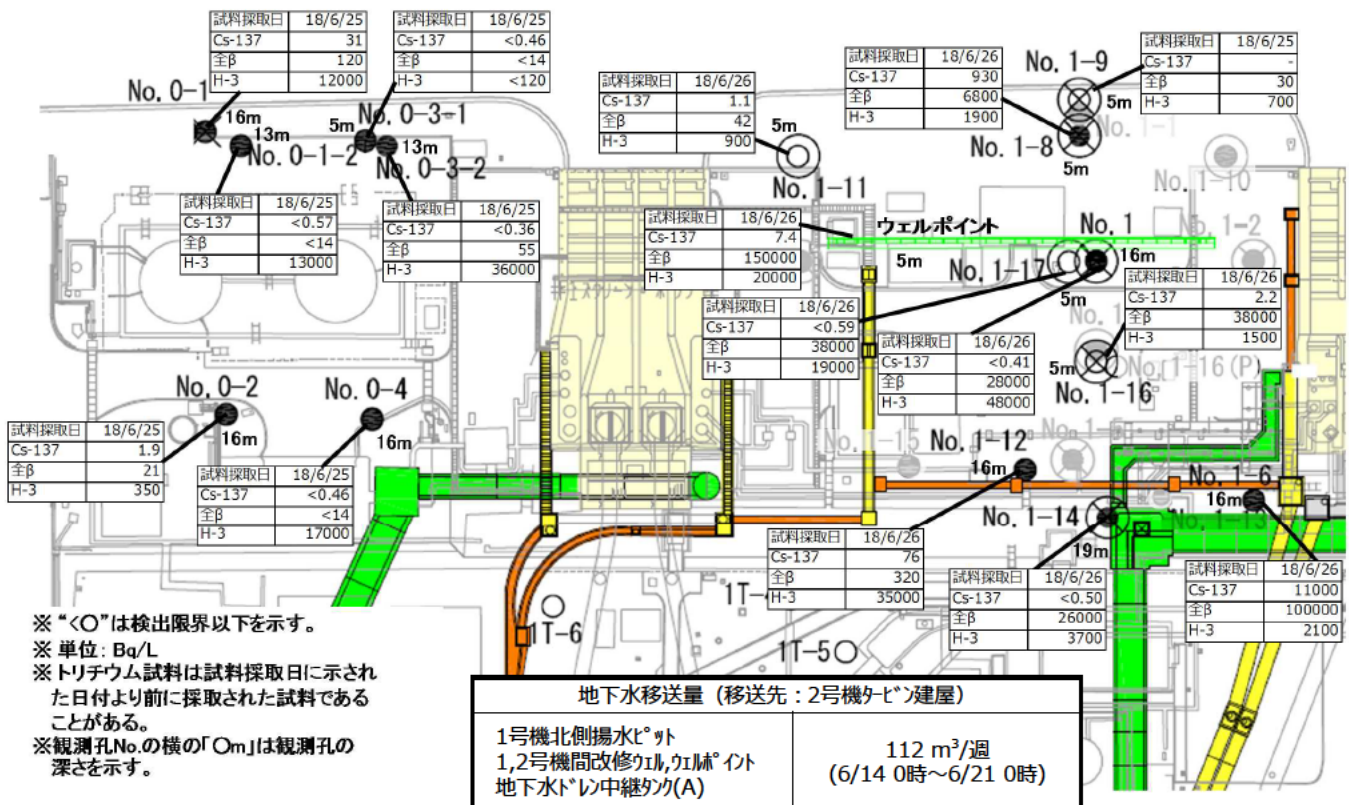 試料採取日 18/6/25
Cs-137 31
全β 120
H-3 12000
試料採取日 18/6/25
Cs-137 <0.46
全β <14
H-3 <120
試料採取日 18/6/26
Cs-137 1.1
全β 42
H-3 900
試料採取日 18/6/26
Cs-137 930
全β 6800
H-3 1900
試料採取日 18/6/25
Cs-137 -
全β 30
H-3 700
No. 0-1
16m
13m
No. 0-1-2
5m
No. 0-3-1
13m
No. 0-3-2
5m
No. 1-11
No. 1-9
5m
No. 1-1
No. 1-8
5m
No. 1-10
試料採取日 18/6/25
Cs-137 <0.57
全β <14
H-3 13000
試料採取日 18/6/25
Cs-137 <0.36
全β 55
H-3 36000
試料採取日 18/6/26
Cs-137 7.4
全β 150000
H-3 20000
ウェルポイント
5m
No. 1
16m
No. 1-17
5m
No. 1-2
試料採取日 18/6/26
Cs-137 <0.59
全β 38000
H-3 19000
試料採取日 18/6/26
Cs-137 <0.41
全β 28000
H-3 48000
試料採取日 18/6/26
Cs-137 2.2
全β 38000
H-3 1500
5m
No. 1-16
No. 1-16(P)
No. 0-2
16m
No. 0-4
16m
試料採取日 18/6/25
Cs-137 1.9
全β 21
H-3 350
試料採取日 18/6/25
Cs-137 <0.46
全β <14
H-3 17000
No. 1-15
No. 1-12
16m
No. 1-14
19m
No. 1-6
16m
No. 1-13
試料採取日 18/6/26
Cs-137 76
全β 320
H-3 35000
試料採取日 18/6/26
Cs-137 <0.50
全β 26000
H-3 3700
試料採取日 18/6/26
Cs-137 11000
全β 100000
H-3 2100
1T-6
1T-5
※ “<○”は検出限界以下を示す。
※ 単位: Bq/L
※トリチウム試料は試料採取日に示され
た日付より前に採取された試料である
ことがある。
※観測孔No.の横の「○m」は観測孔の
深さを示す。
地下水移送量 (移送先:2号機タービン建屋)
1号機北側揚水ピット
1,2号機間改修ウェル,ウェルポイント
地下水ドレン中継タンク(A)
112 m³/週
(6/14 0時~6/21 0時)